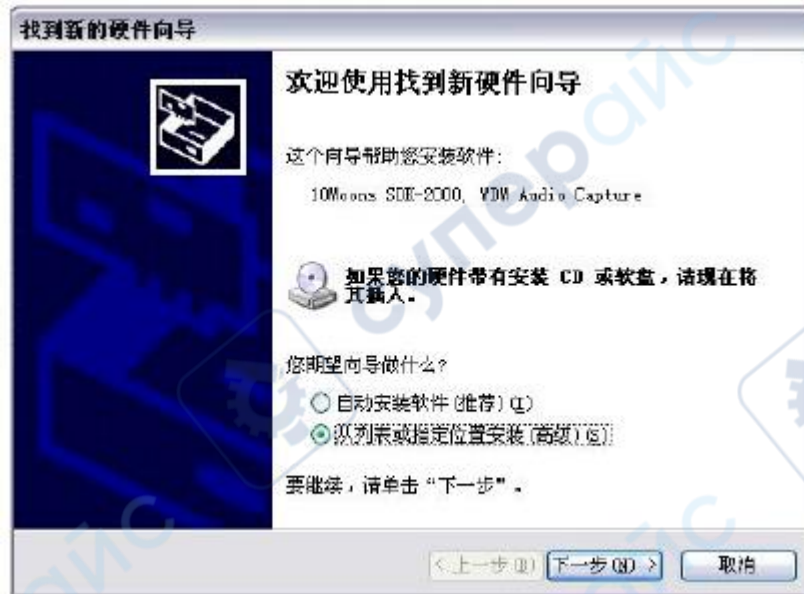 找到新的硬件向导
欢迎使用找到新硬件向导
这个向导帮助您安装软件:
10Moons SDK-2000, WDM Audio Capture
如果您的硬件带有安装 CD 或软盘，请现在将
其插入。
您期望向导做什么?
自动安装软件(推荐)(I)
从列表或指定位置安装(高级)(S)
要继续，请单击“下一步”。
< 上一步(B)
下一步(N) >
取消
супер айс